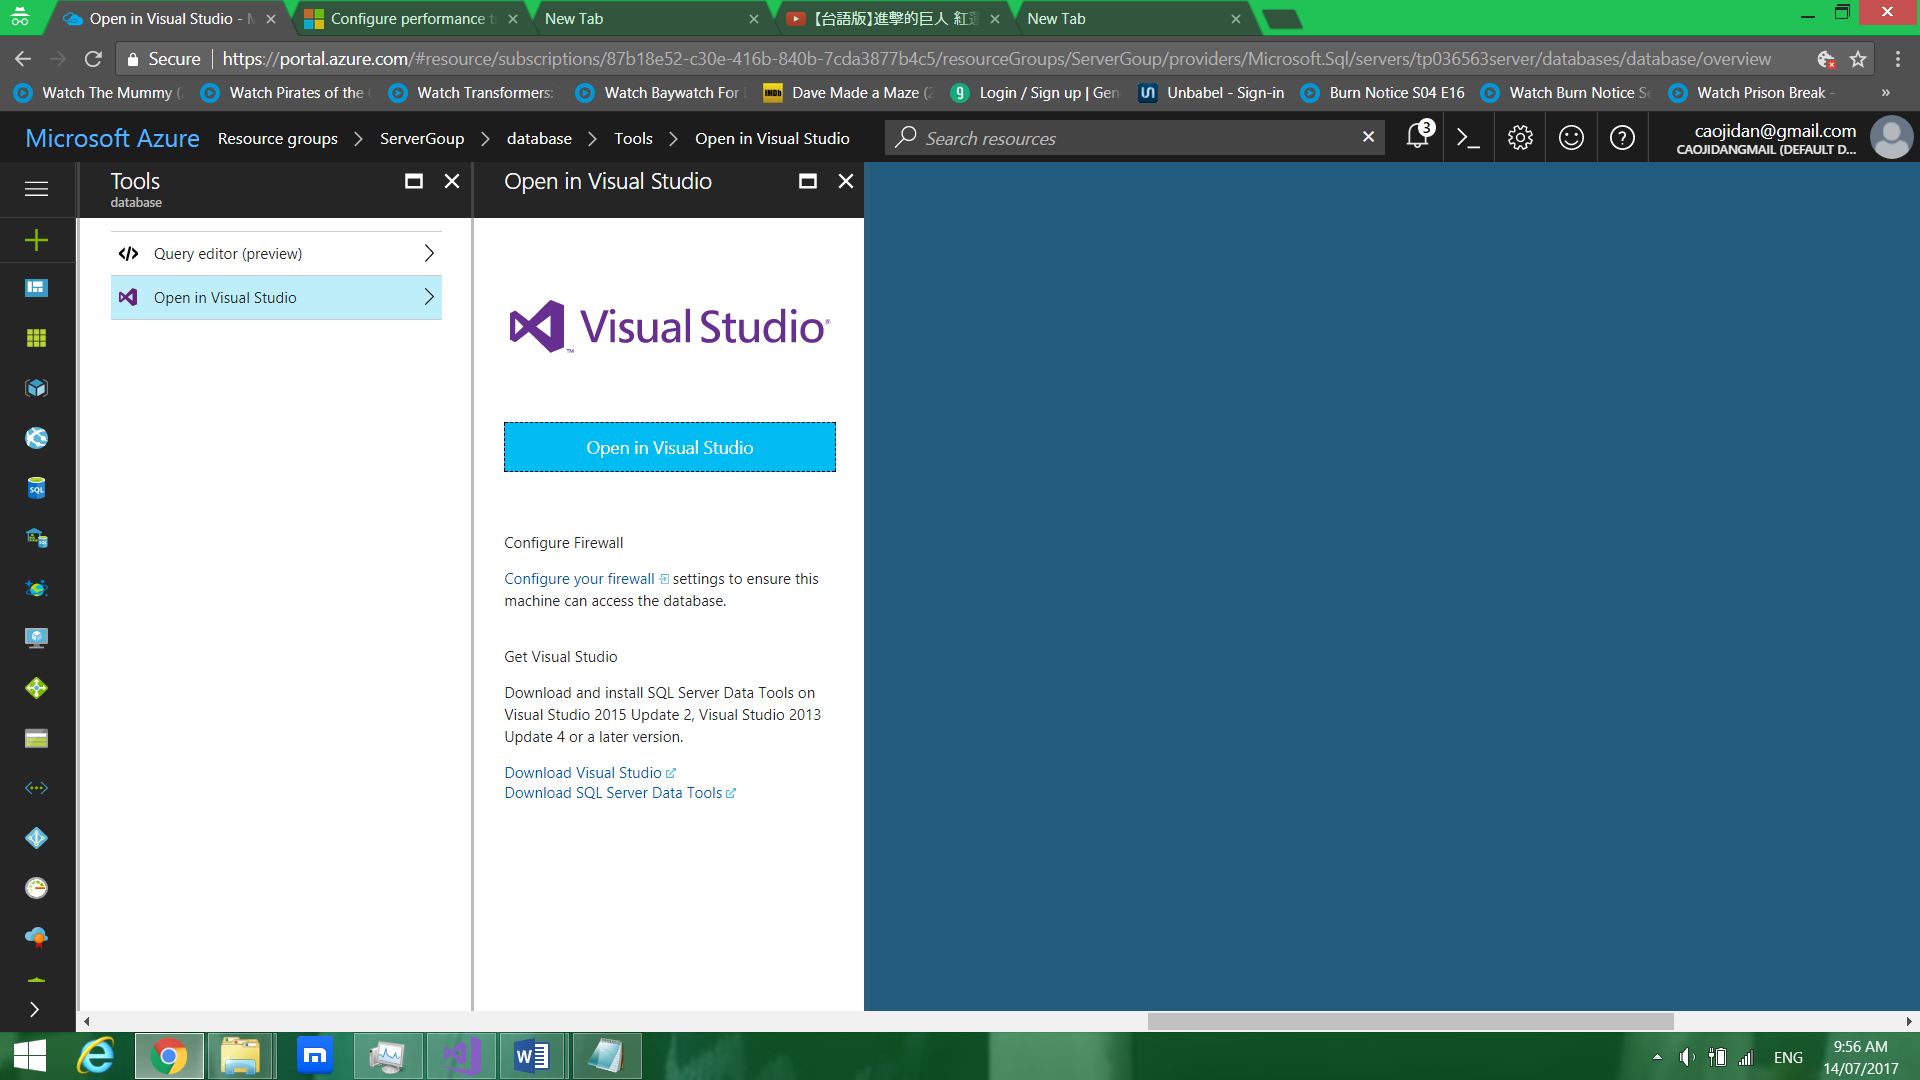 Open in Visual Studio - M
Configure performance t
New Tab
【台語版】進擊的巨人 紅
New Tab
Secure
https://portal.azure.com/#resource/subscriptions/87b18e52-c30e-416b-840b-7cda3877b4c5/resourceGroups/ServerGoup/providers/Microsoft.Sql/servers/tp036563server/databases/database/overview
Watch The Mummy (
Watch Pirates of the
Watch Transformers:
Watch Baywatch For
IMDb
Dave Made a Maze (2
Login / Sign up | Gen
Unbabel - Sign-in
Burn Notice S04 E16
Watch Burn Notice S
Watch Prison Break -
»
Microsoft Azure
Resource groups
ServerGoup
database
Tools
Open in Visual Studio
Search resources
3
caojidan@gmail.com
CAOJIDANGMAIL (DEFAULT D...
Tools
database
Open in Visual Studio
Query editor (preview)
Open in Visual Studio
Visual Studio®
™
Open in Visual Studio
Configure Firewall
Configure your firewall settings to ensure this
machine can access the database.
Get Visual Studio
Download and install SQL Server Data Tools on
Visual Studio 2015 Update 2, Visual Studio 2013
Update 4 or a later version.
Download Visual Studio
Download SQL Server Data Tools
SQL
ENG
9:56 AM
14/07/2017